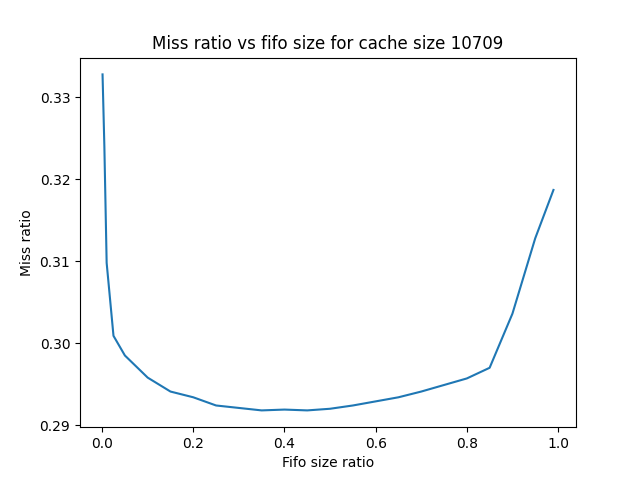 Miss ratio vs fifo size for cache size 10709
0.33
0.32
0.31
0.30
0.29
Miss ratio
0.0 0.2 0.4 0.6 0.8 1.0
Fifo size ratio